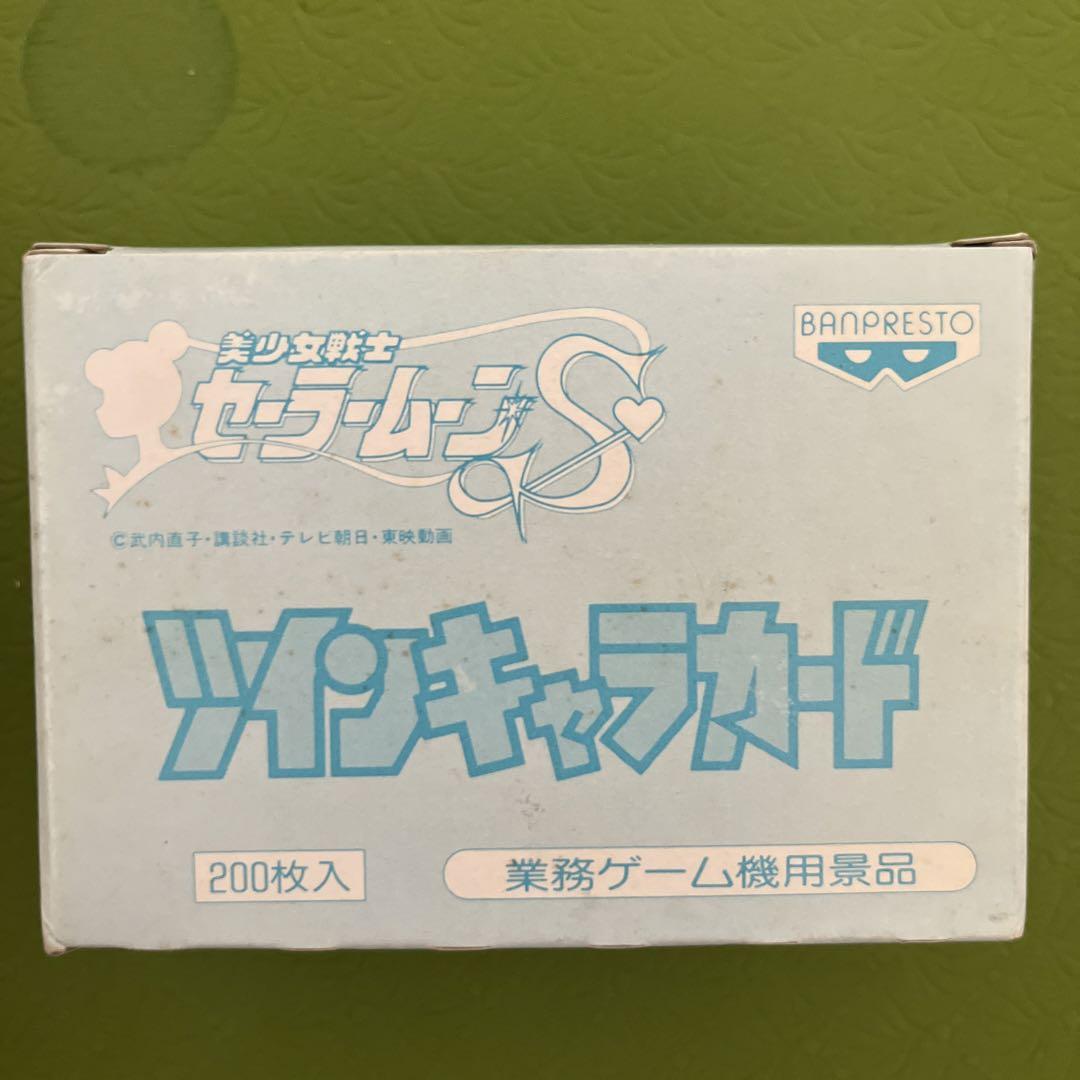 美少女戦士
セーラームーンS
BANPRESTO
©武内直子・講談社・テレビ朝日・東映動画
ツインキャラカード
200枚入
業務ゲーム機用景品